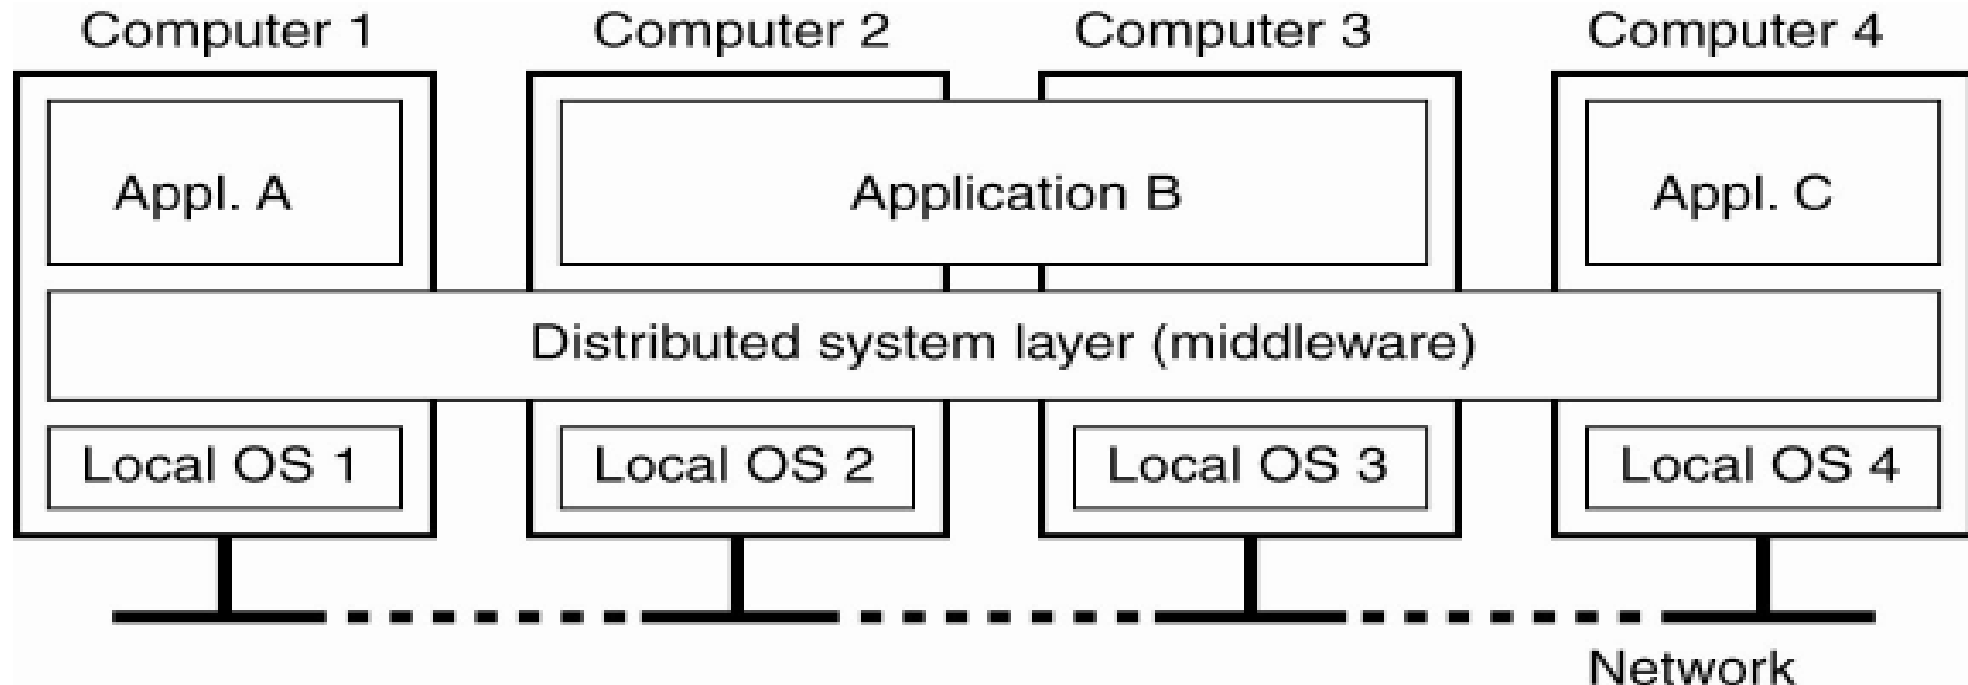 Computer 1
Computer 2
Computer 3
Computer 4
Appl. A
Application B
Appl. C
Distributed system layer (middleware)
Local OS 1
Local OS 2
Local OS 3
Local OS 4
Network